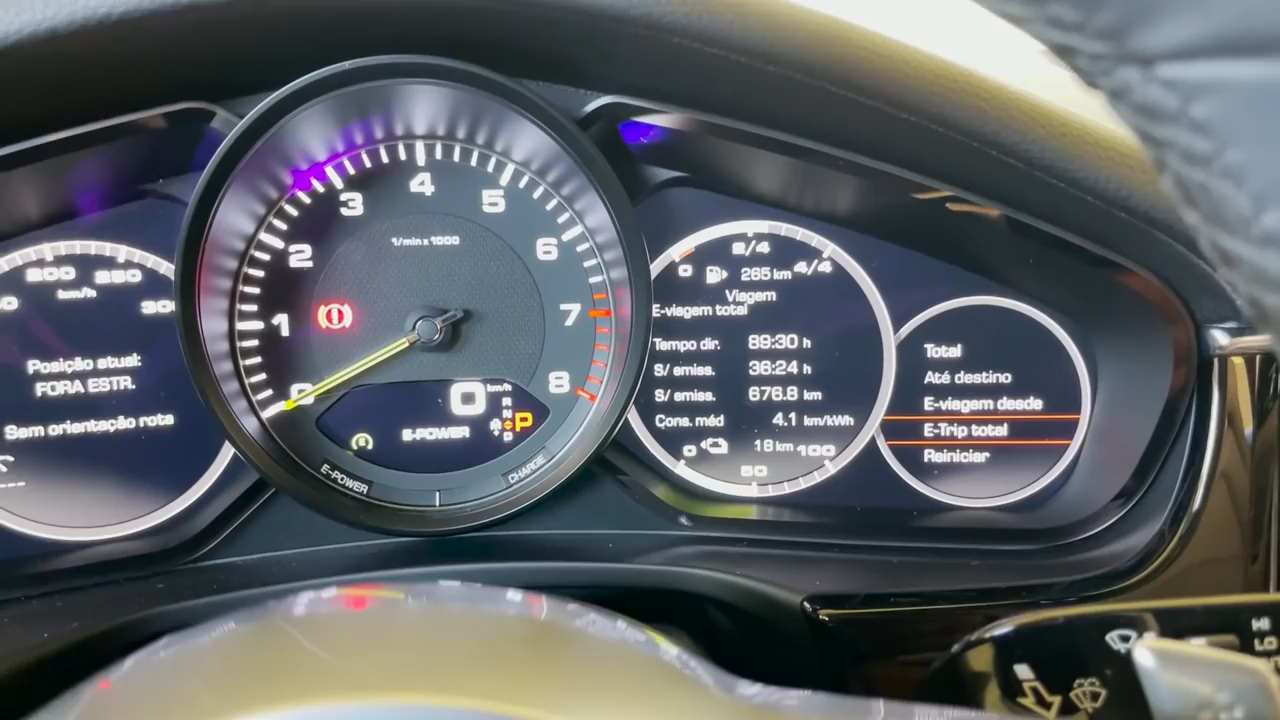 200 250
km/h
300
Posição atual:
FORA ESTR.
Sem orientação rota
0 1 2 3 4 5 6 7 8
1/min x 1000
0 km/h
R
N
D
P
E-POWER
E-POWER
CHARGE
2/4
0 265 km 4/4
Viagem
E-viagem total
Tempo dir. 89:30 h
S/ emiss. 36:24 h
S/ emiss. 676.8 km
Cons. méd 4.1 km/kWh
0 18 km 100
50
Total
Até destino
E-viagem desde
E-Trip total
Reiniciar
HI
LO